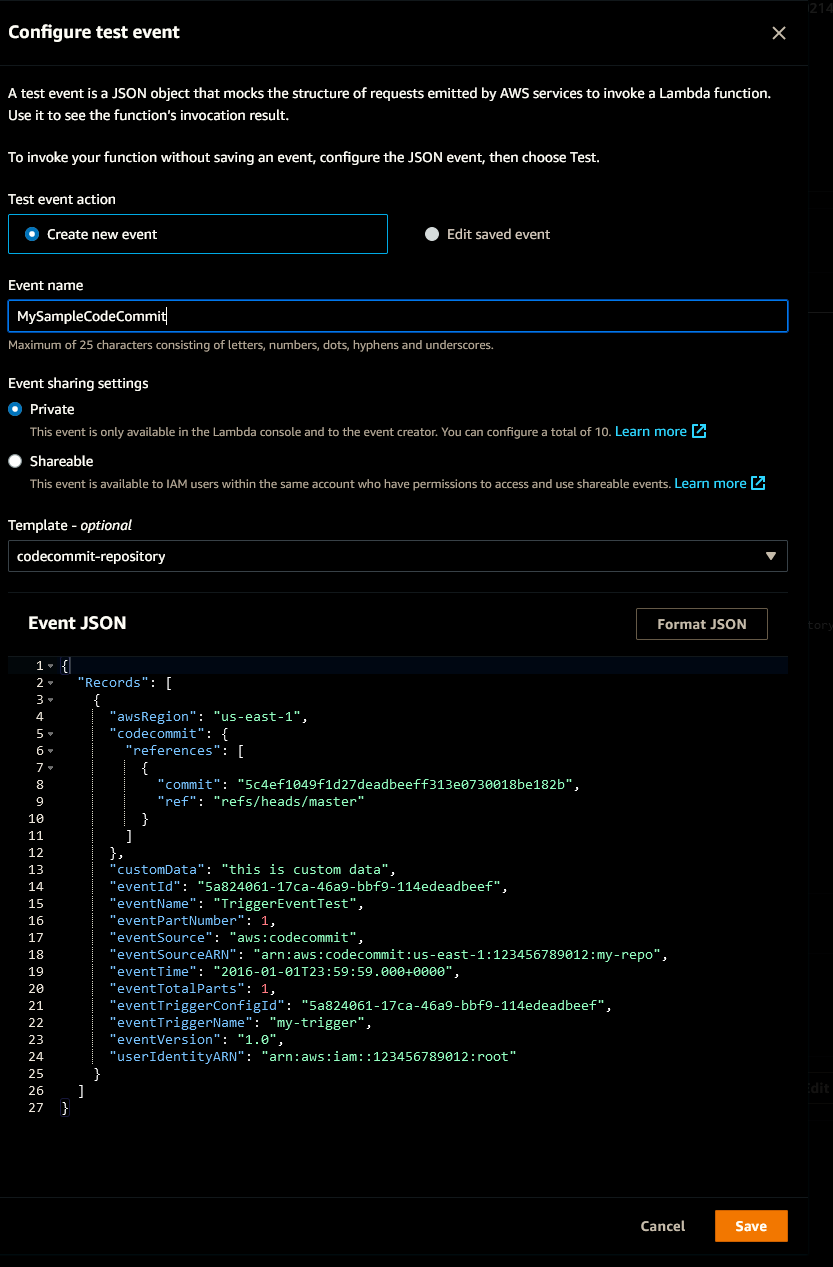 214
Configure test event
A test event is a JSON object that mocks the structure of requests emitted by AWS services to invoke a Lambda function.
Use it to see the function's invocation result.
To invoke your function without saving an event, configure the JSON event, then choose Test.
Test event action
Create new event
Edit saved event
Event name
MySampleCodeCommit
Maximum of 25 characters consisting of letters, numbers, dots, hyphens and underscores.
Event sharing settings
Private
This event is only available in the Lambda console and to the event creator. You can configure a total of 10. Learn more
Shareable
This event is available to IAM users within the same account who have permissions to access and use shareable events. Learn more
Template - optional
codecommit-repository
Event JSON
Format JSON
tory
1 {
2 "Records": [
3 {
4 "awsRegion": "us-east-1",
5 "codecommit": {
6 "references": [
7 {
8 "commit": "5c4ef1049f1d27deadbeeff313e0730018be182b",
9 "ref": "refs/heads/master"
10 }
11 ]
12 },
13 "customData": "this is custom data",
14 "eventId": "5a824061-17ca-46a9-bbf9-114edeadbeef",
15 "eventName": "TriggerEventTest",
16 "eventPartNumber": 1,
17 "eventSource": "aws:codecommit",
18 "eventSourceARN": "arn:aws:codecommit:us-east-1:123456789012:my-repo",
19 "eventTime": "2016-01-01T23:59:59.000+0000",
20 "eventTotalParts": 1,
21 "eventTriggerConfigId": "5a824061-17ca-46a9-bbf9-114edeadbeef",
22 "eventTriggerName": "my-trigger",
23 "eventVersion": "1.0",
24 "userIdentityARN": "arn:aws:iam::123456789012:root"
25 }
26 ]
27 }
Edit
Cancel
Save